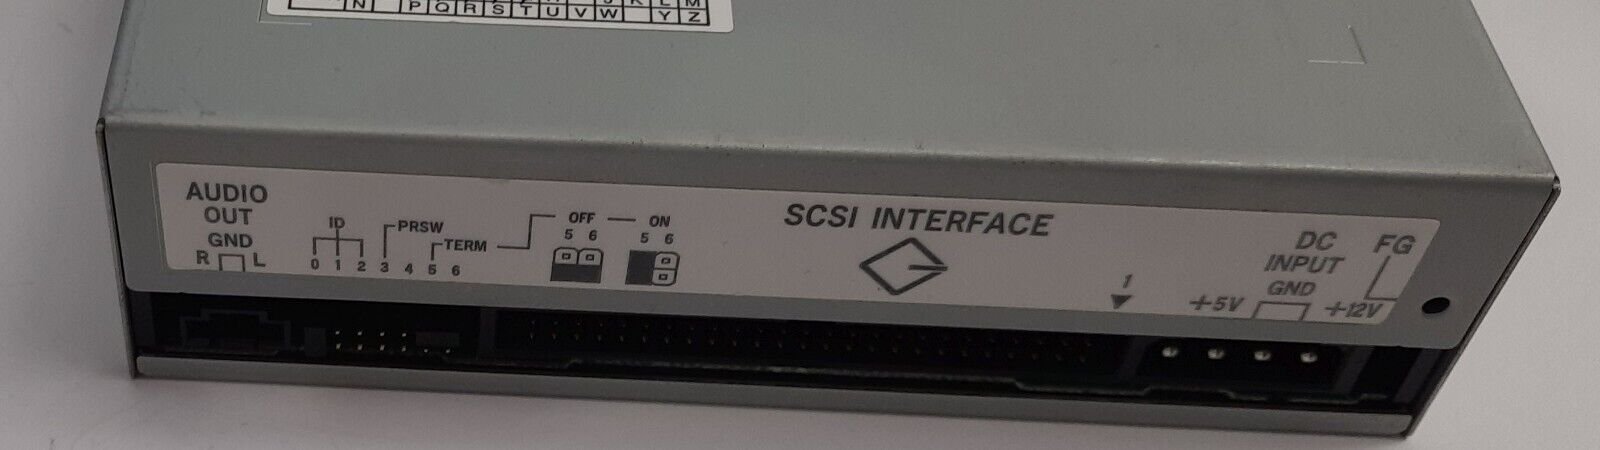 N P Q R S T U V W Y Z
AUDIO
OUT
GND
R L
ID
0 1 2 3 4 5 6
PRSW
TERM
OFF ON
5 6 5 6
SCSI INTERFACE
1
DC
INPUT
GND
+5V +12V
FG